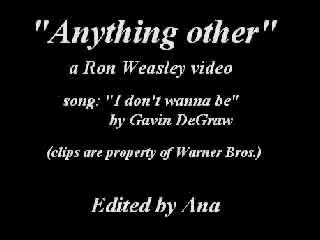 "Anything other"
a Ron Weasley video
song: "I don't wanna be"
by Gavin DeGraw
(clips are property of Warner Bros.)
Edited by Ana